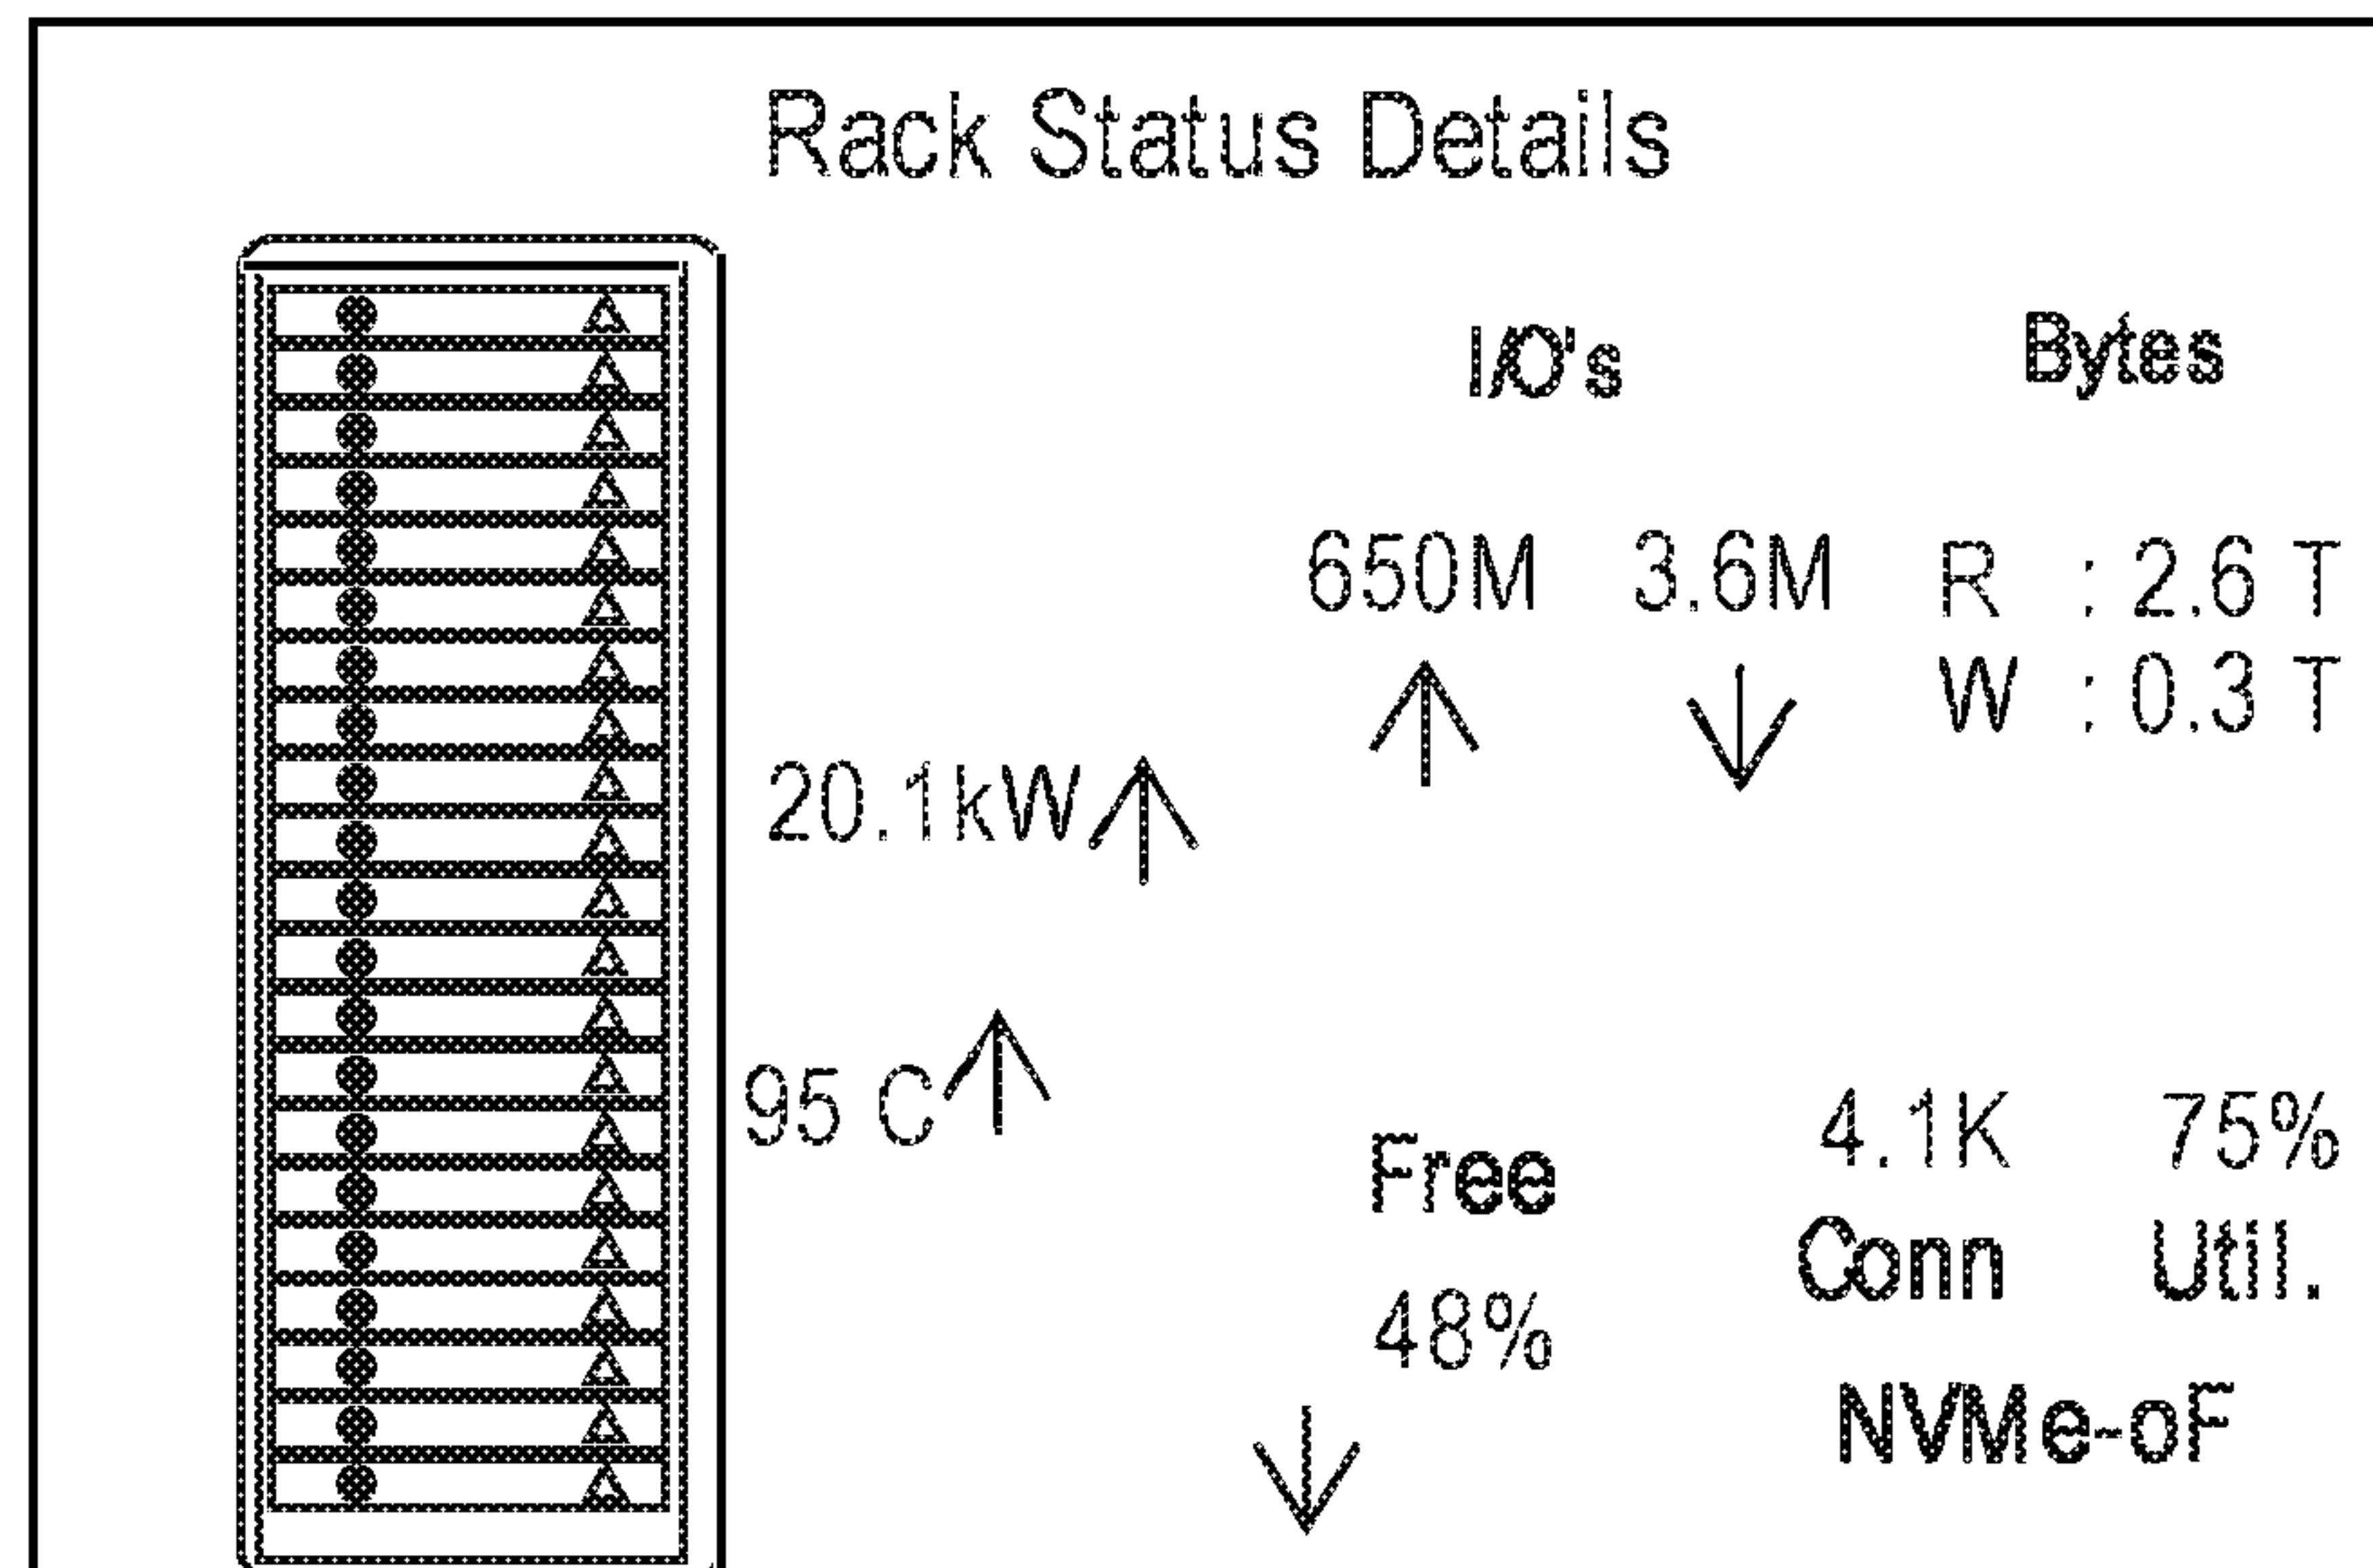 Rack Status Details
I/O's Bytes
650M 3.6M R : 2.6 T
W : 0.3 T
20.1kW
95 C
4.1K 75%
Free
Conn Util.
48%
NVMe-oF